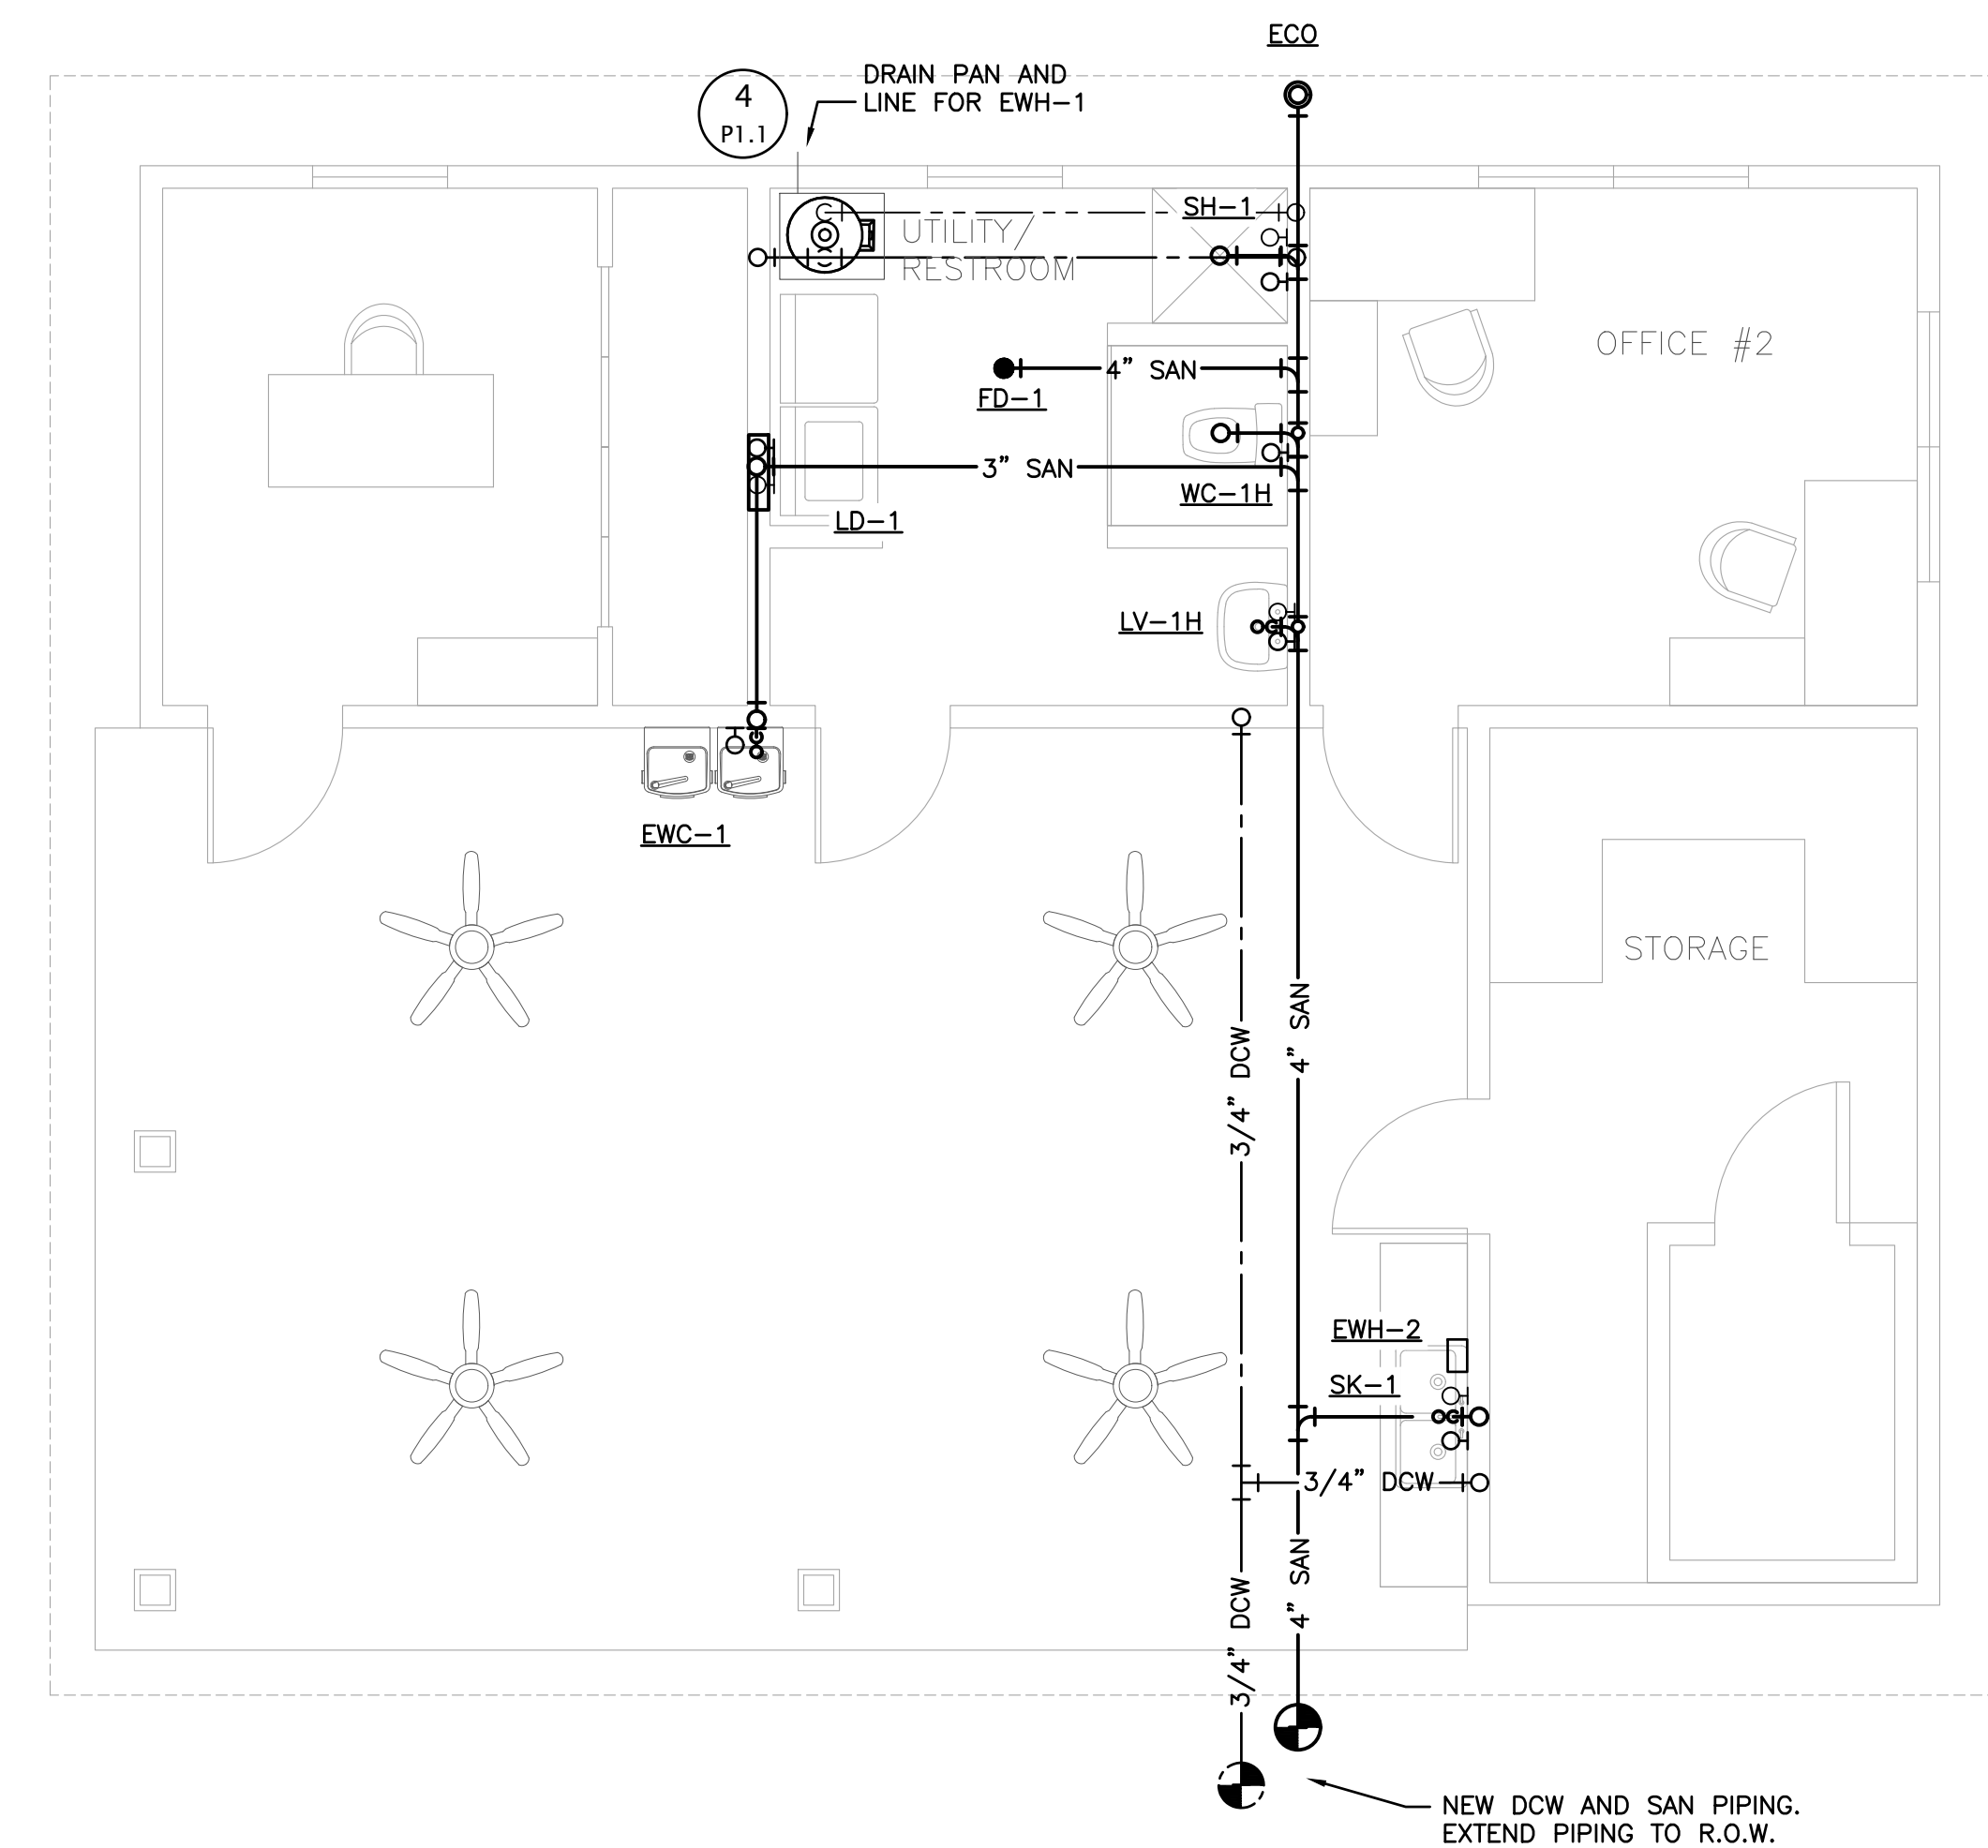 ECO
DRAIN PAN AND
LINE FOR EWH-1
4
P1.1
SH-1
UTILITY/
RESTROOM
OFFICE #2
4" SAN
FD-1
3" SAN
WC-1H
LD-1
LV-1H
EWC-1
STORAGE
4" SAN
3/4" DCW
EWH-2
SK-1
3/4" DCW
4" SAN
3/4" DCW
NEW DCW AND SAN PIPING.
EXTEND PIPING TO R.O.W.